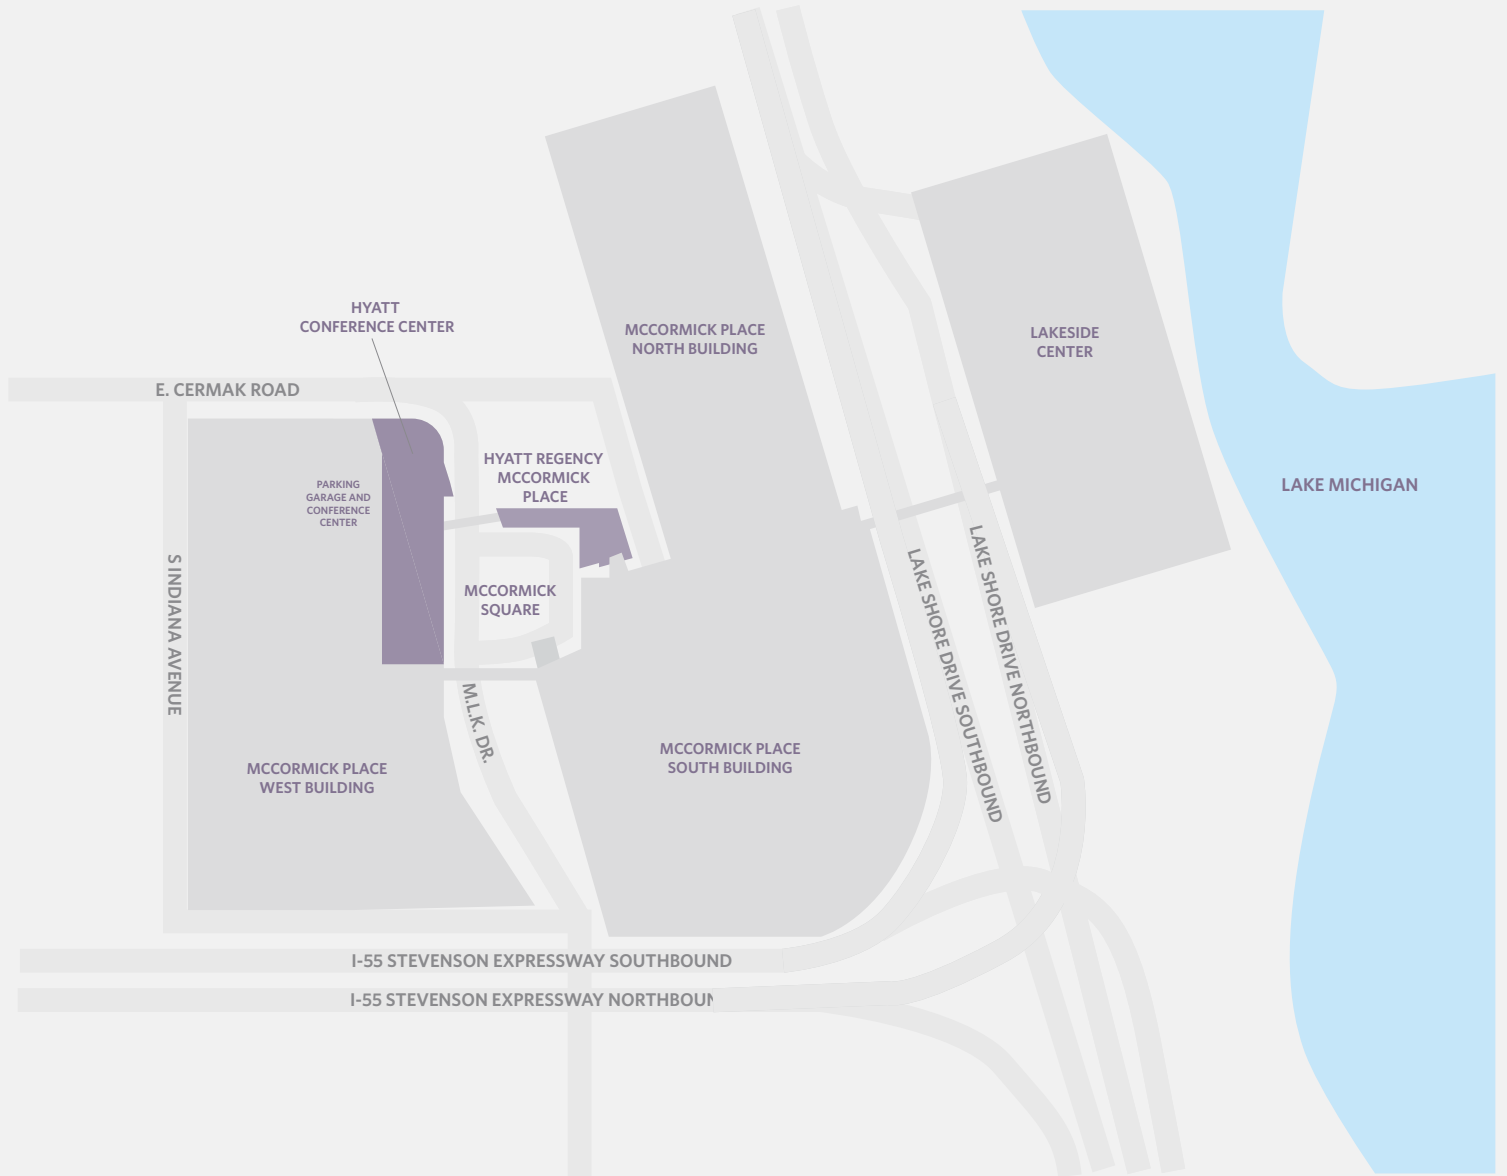 HYATT
CONFERENCE CENTER
MCCORMICK PLACE
NORTH BUILDING
LAKESIDE
CENTER
E. CERMAK ROAD
HYATT REGENCY
MCCORMICK
PLACE
PARKING
GARAGE AND
CONFERENCE
CENTER
LAKE MICHIGAN
S INDIANA AVENUE
MCCORMICK
SQUARE
LAKE SHORE DRIVE SOUTHBOUND
LAKE SHORE DRIVE NORTHBOUND
M.L.K. DR.
MCCORMICK PLACE
SOUTH BUILDING
MCCORMICK PLACE
WEST BUILDING
I-55 STEVENSON EXPRESSWAY SOUTHBOUND
I-55 STEVENSON EXPRESSWAY NORTHBOUN